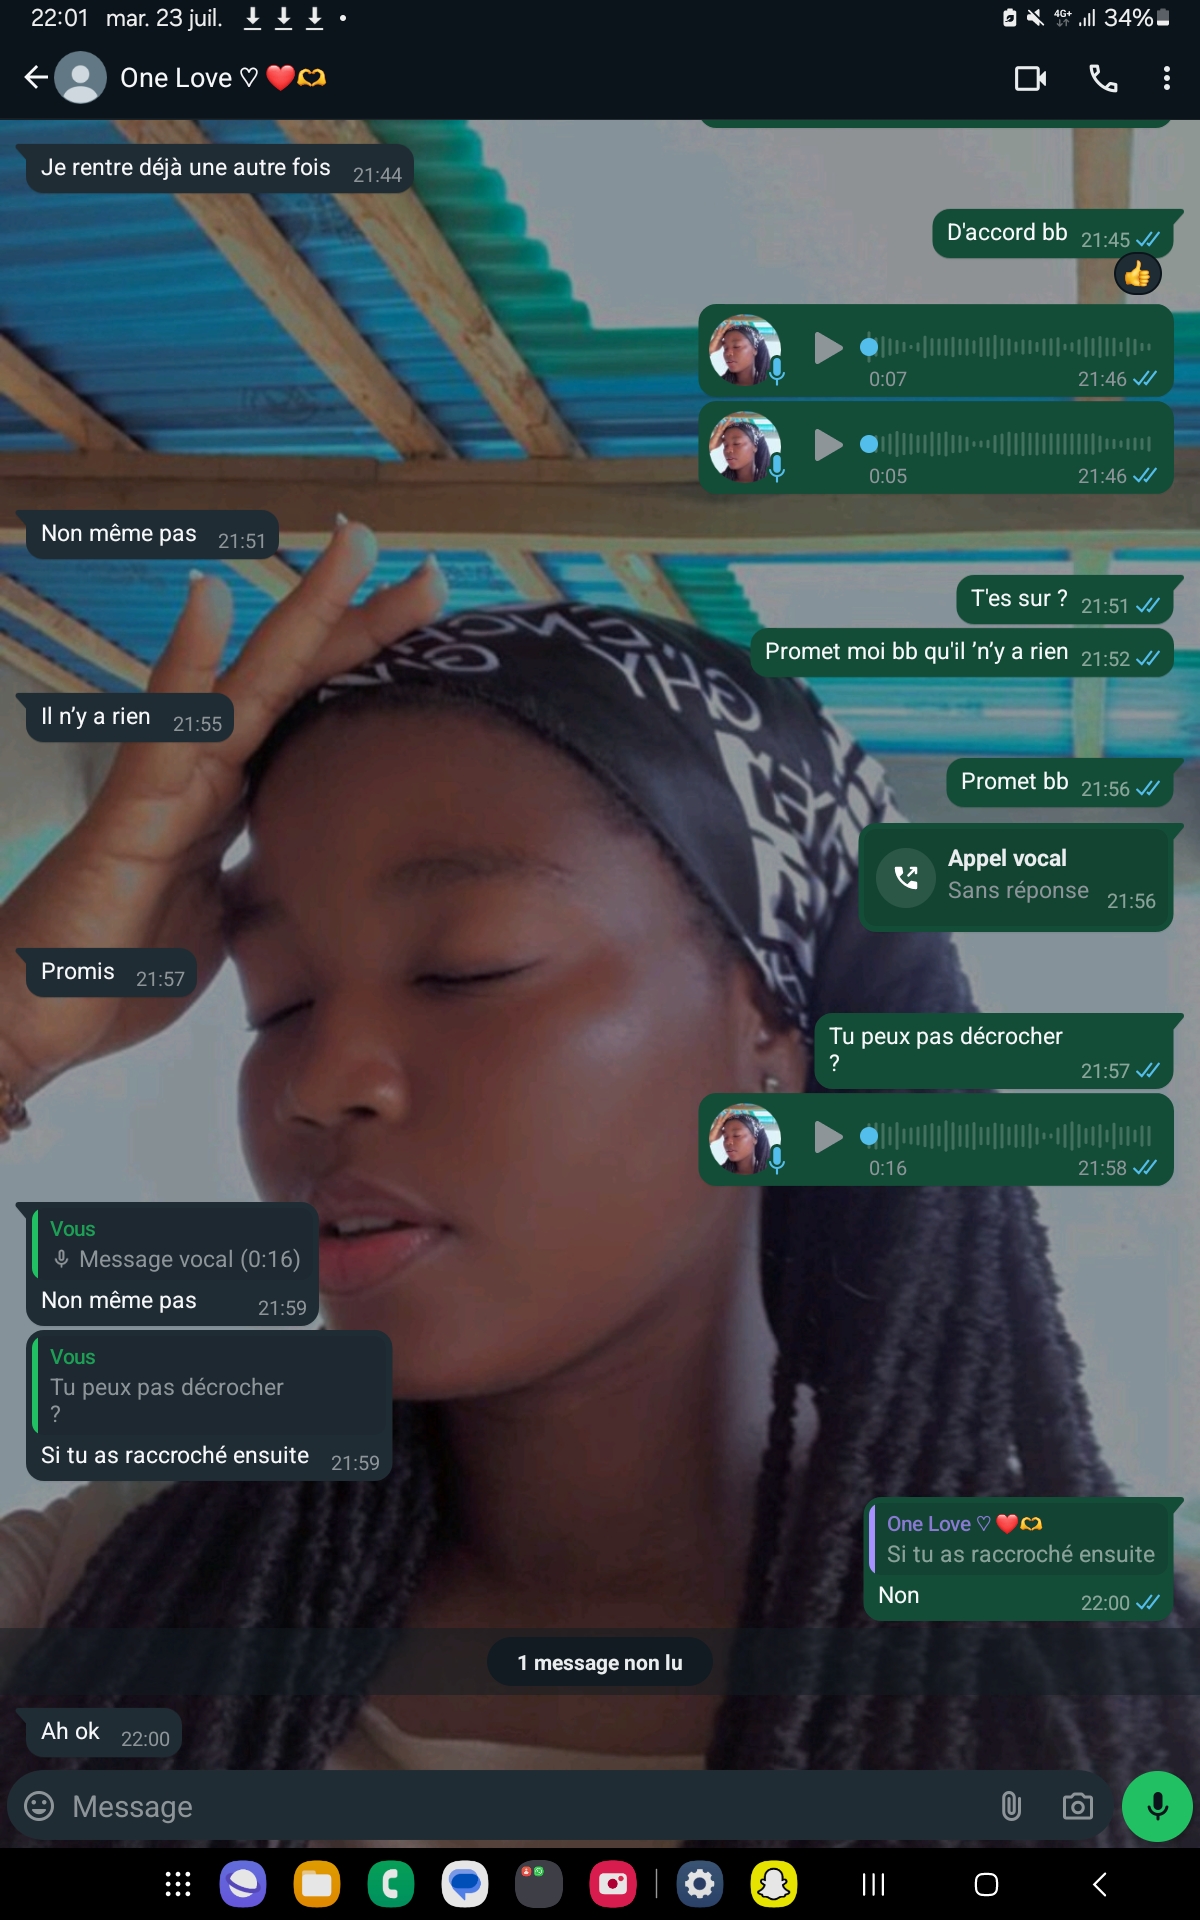 22:01 mar. 23 juil.
4G+ 34%
One Love ♡ ❤️🫶
Je rentre déjà une autre fois 21:44
D'accord bb 21:45
👍
0:07 21:46
0:05 21:46
Non même pas 21:51
T'es sur ? 21:51
Promet moi bb qu'il ’n’y a rien 21:52
Il n’y a rien 21:55
Promet bb 21:56
Appel vocal
Sans réponse 21:56
Promis 21:57
Tu peux pas décrocher
? 21:57
0:16 21:58
Vous
Message vocal (0:16)
Non même pas 21:59
Vous
Tu peux pas décrocher
?
Si tu as raccroché ensuite 21:59
One Love ♡ ❤️🫶
Si tu as raccroché ensuite
Non 22:00
1 message non lu
Ah ok 22:00
Message